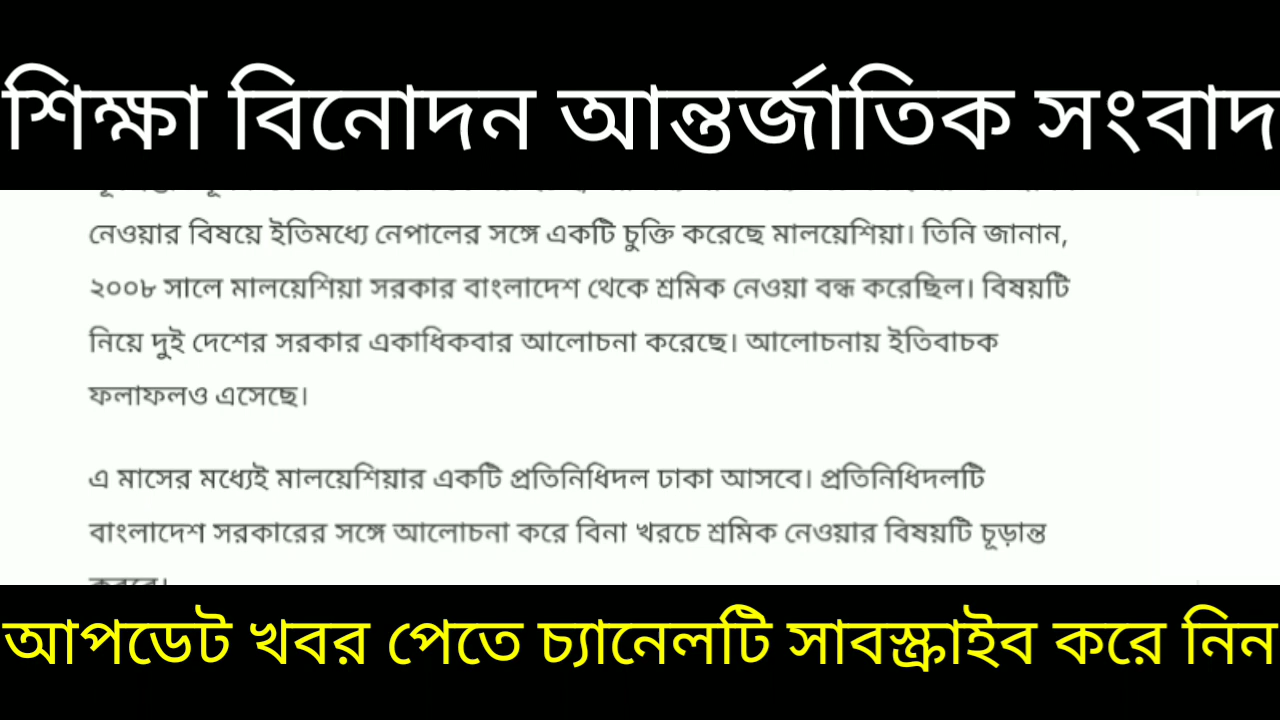 শিক্ষা বিনোদন আন্তর্জাতিক সংবাদ
নেওয়ার বিষয়ে ইতিমধ্যে নেপালের সঙ্গে একটি চুক্তি করেছে মালয়েশিয়া। তিনি জানান,
২০০৮ সালে মালয়েশিয়া সরকার বাংলাদেশ থেকে শ্রমিক নেওয়া বন্ধ করেছিল। বিষয়টি
নিয়ে দুই দেশের সরকার একাধিকবার আলোচনা করেছে। আলোচনায় ইতিবাচক
ফলাফলও এসেছে।
এ মাসের মধ্যেই মালয়েশিয়ার একটি প্রতিনিধিদল ঢাকা আসবে। প্রতিনিধিদলটি
বাংলাদেশ সরকারের সঙ্গে আলোচনা করে বিনা খরচে শ্রমিক নেওয়ার বিষয়টি চূড়ান্ত
আপডেট খবর পেতে চ্যানেলটি সাবস্ক্রাইব করে নিন